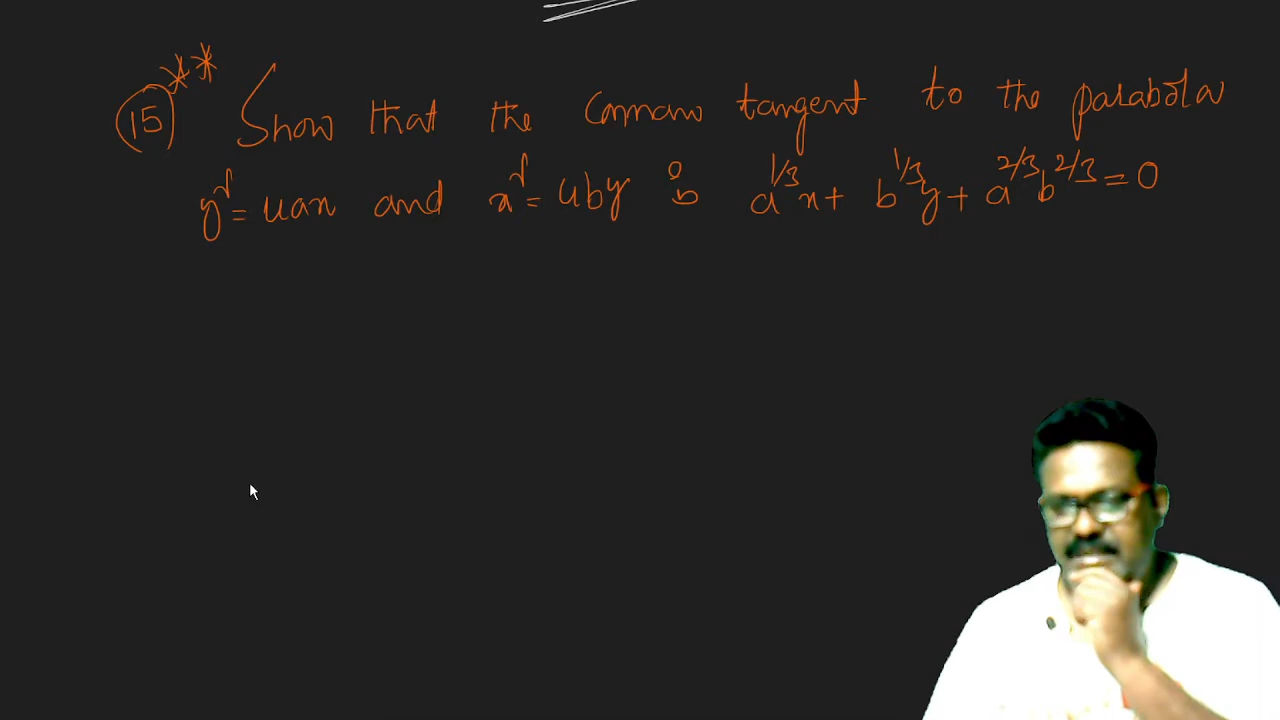 15 ** Show that the common tangent to the parabola
y² = 4ax and x² = 4by is a^1/3 x + b^1/3 y + a^2/3 b^2/3 = 0